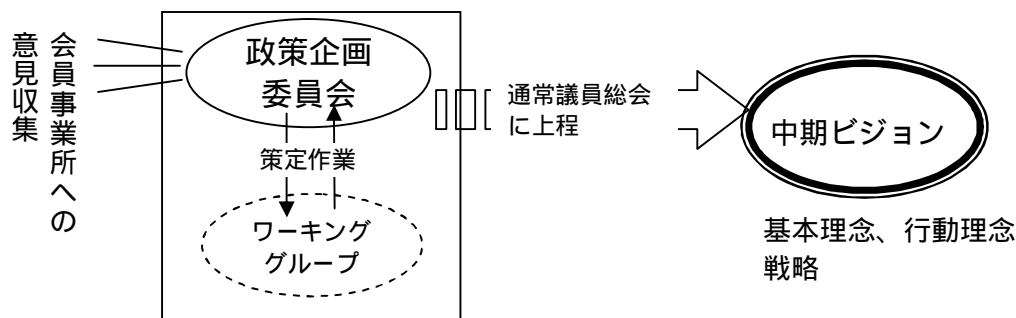 会員事業所への
意見収集
政策企画
委員会
策定作業
ワーキング
グループ
通常議員総会
に上程
中期ビジョン
基本理念、行動理念
戦略